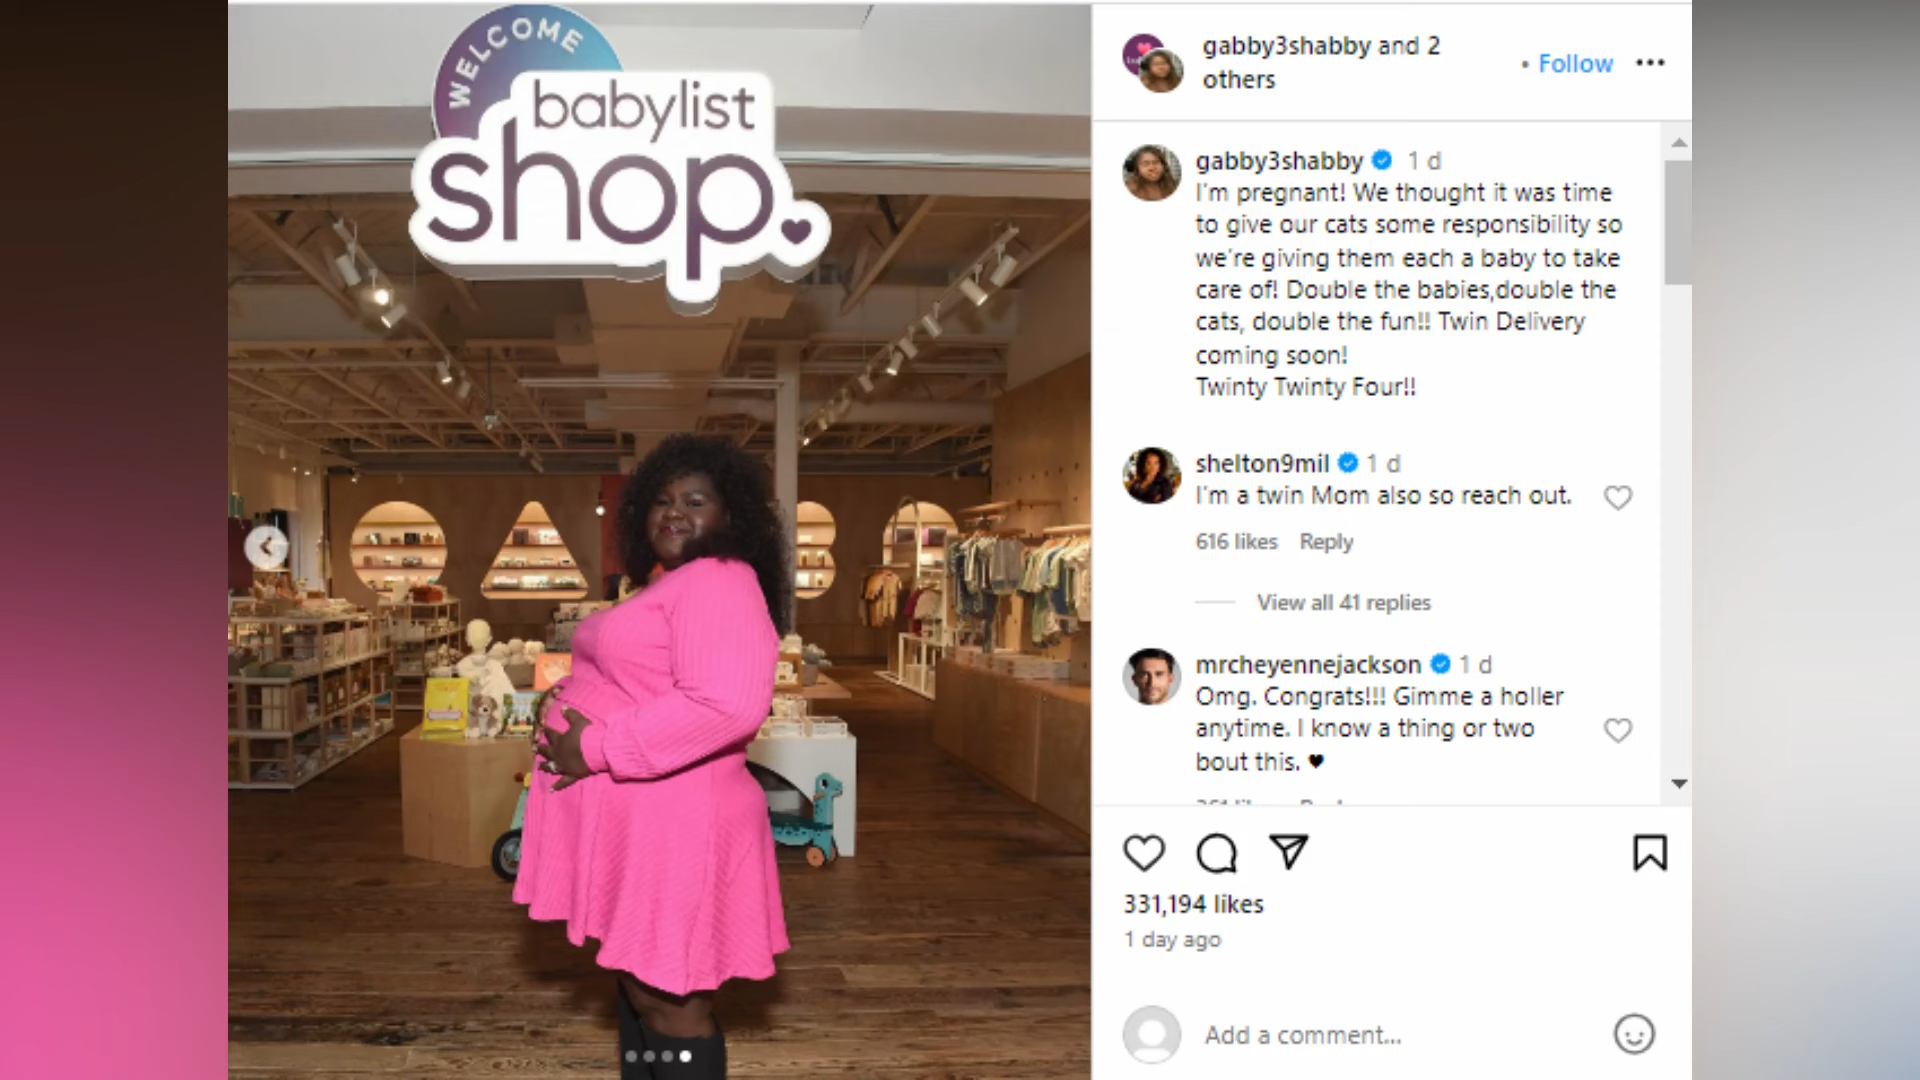 WELCOME
babylist
shop.
gabby3shabby and 2
others
• Follow
gabby3shabby 1 d
I'm pregnant! We thought it was time
to give our cats some responsibility so
we're giving them each a baby to take
care of! Double the babies,double the
cats, double the fun!! Twin Delivery
coming soon!
Twinty Twinty Four!!
shelton9mil 1 d
I'm a twin Mom also so reach out.
616 likes Reply
View all 41 replies
mrcheyennejackson 1 d
Omg. Congrats!!! Gimme a holler
anytime. I know a thing or two
bout this. ♥
331,194 likes
1 day ago
Add a comment...